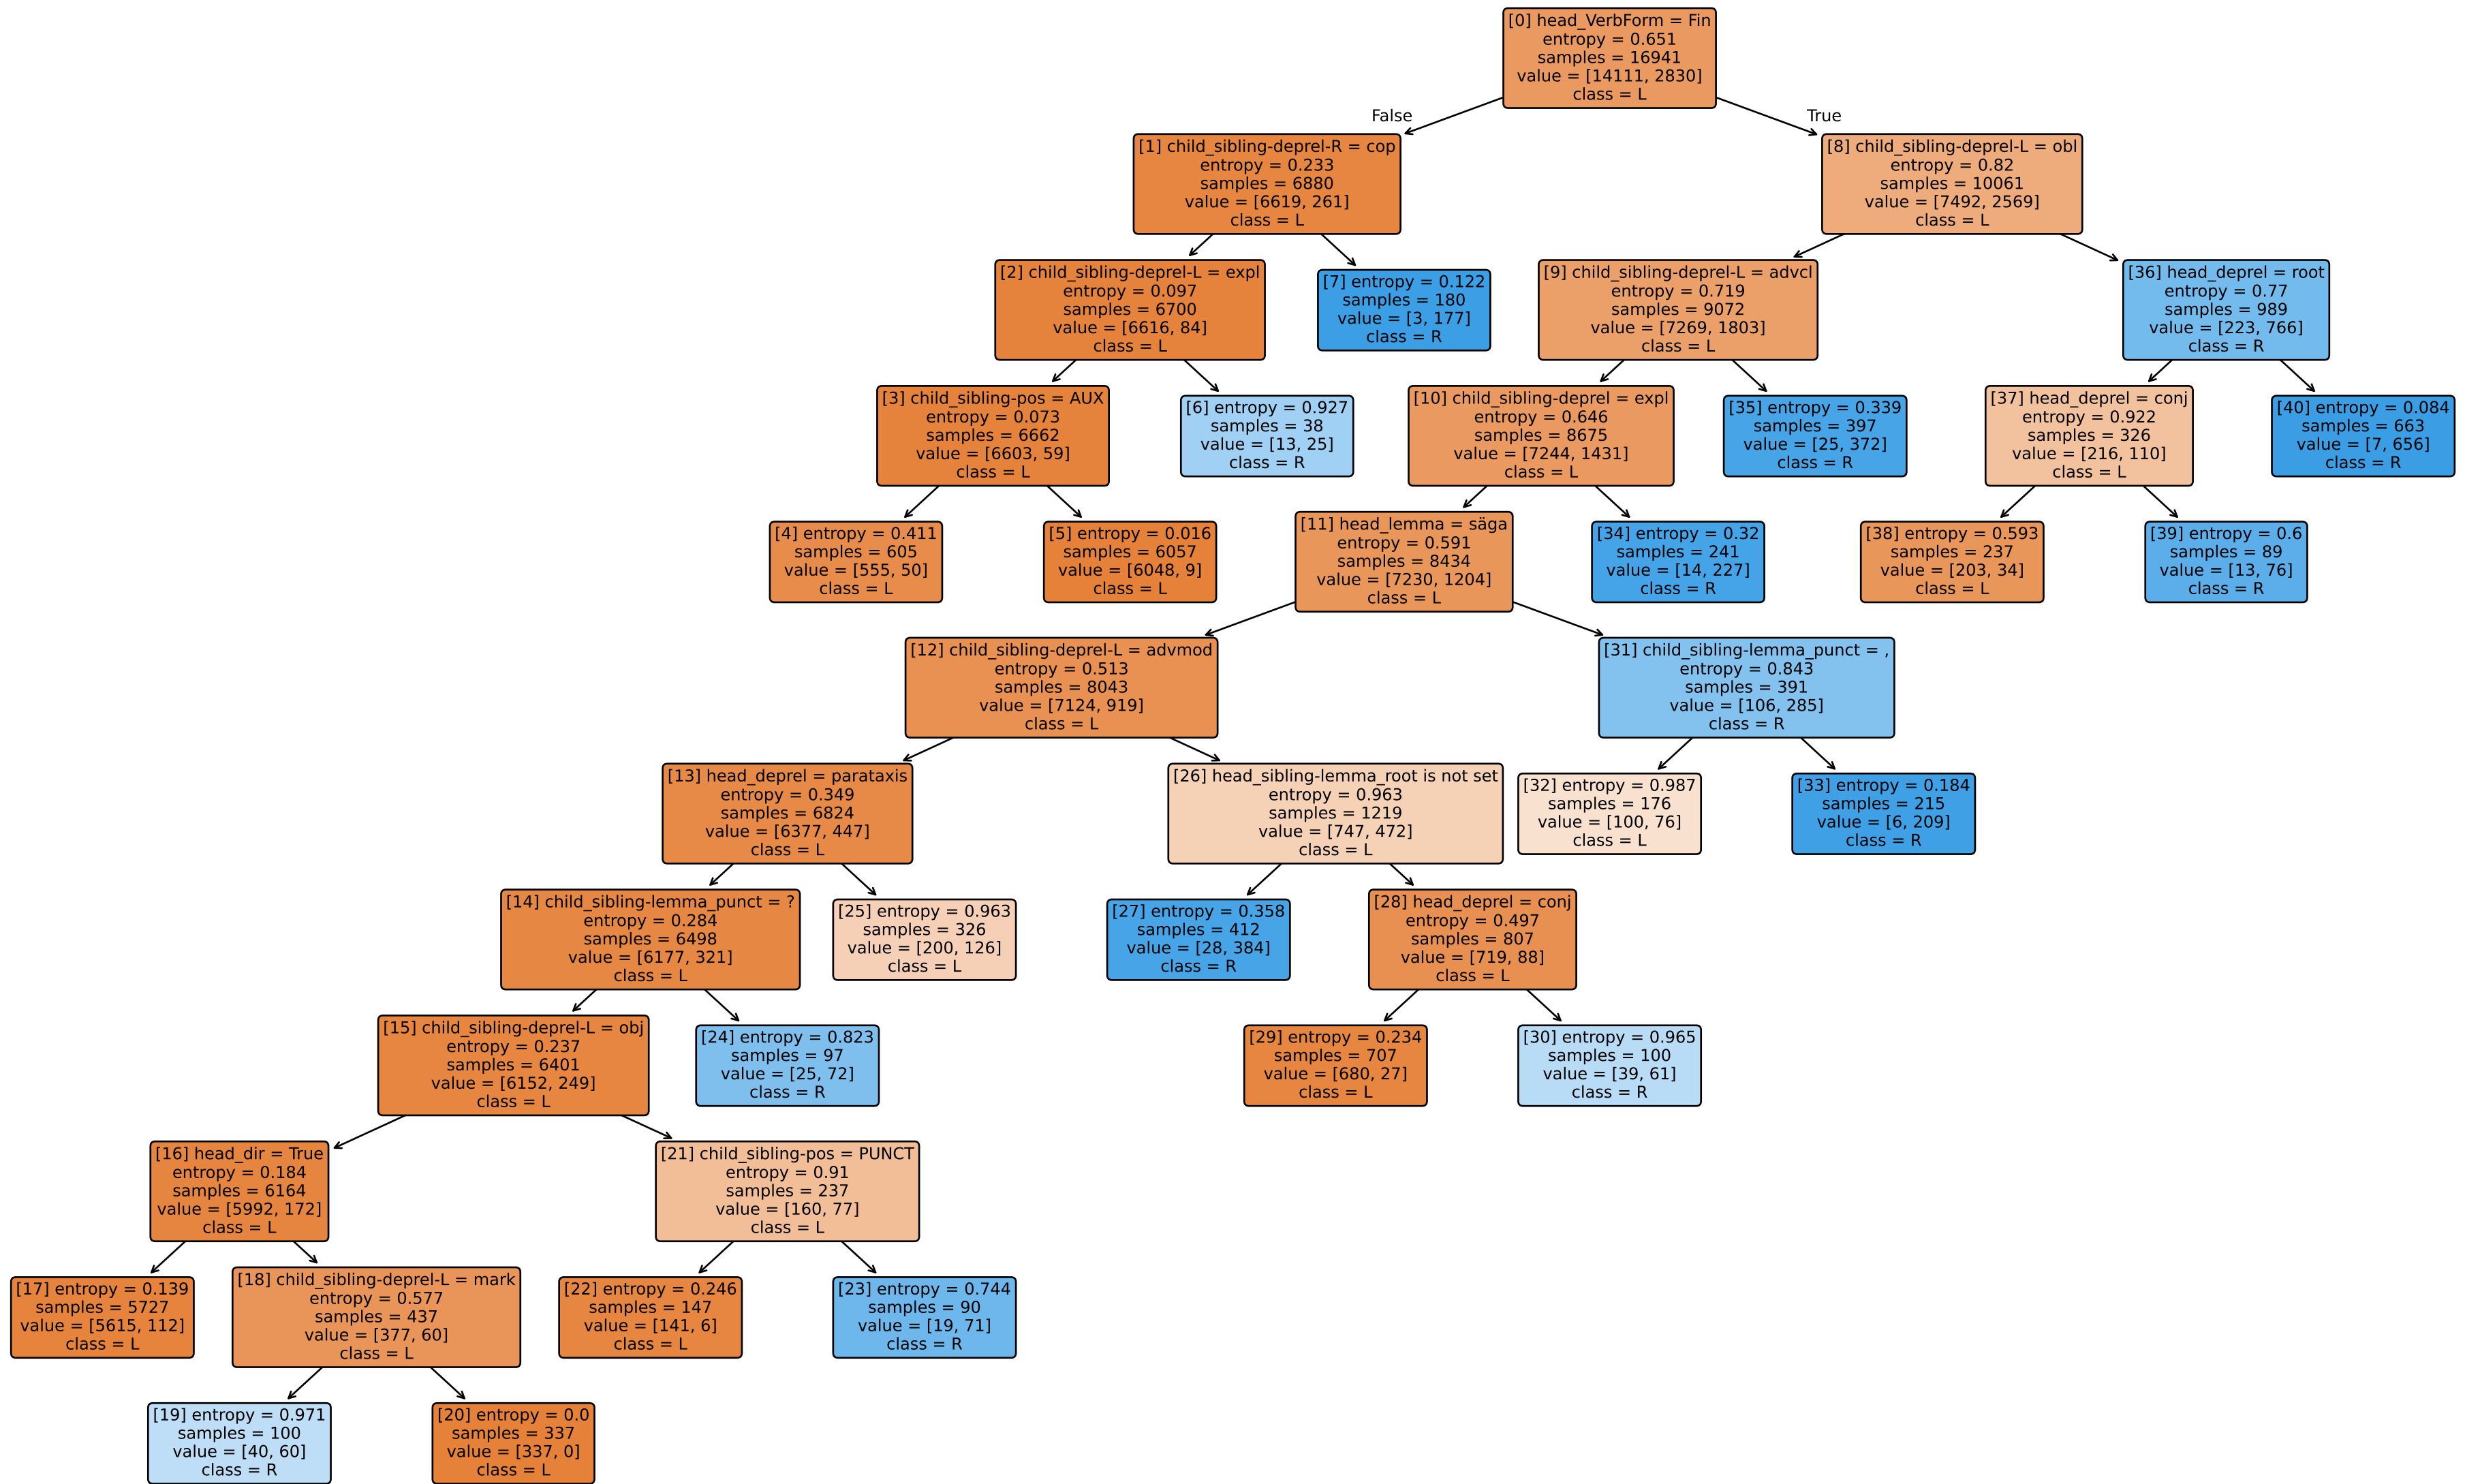 [0] head_VerbForm = Fin
entropy = 0.651
samples = 16941
value = [14111, 2830]
class = L
False
True
[1] child_sibling-deprel-R = cop
entropy = 0.233
samples = 6880
value = [6619, 261]
class = L
[8] child_sibling-deprel-L = obl
entropy = 0.82
samples = 10061
value = [7492, 2569]
class = L
[2] child_sibling-deprel-L = expl
entropy = 0.097
samples = 6700
value = [6616, 84]
class = L
[7] entropy = 0.122
samples = 180
value = [3, 177]
class = R
[9] child_sibling-deprel-L = advcl
entropy = 0.719
samples = 9072
value = [7269, 1803]
class = L
[36] head_deprel = root
entropy = 0.77
samples = 989
value = [223, 766]
class = R
[3] child_sibling-pos = AUX
entropy = 0.073
samples = 6662
value = [6603, 59]
class = L
[6] entropy = 0.927
samples = 38
value = [13, 25]
class = R
[10] child_sibling-deprel = expl
entropy = 0.646
samples = 8675
value = [7244, 1431]
class = L
[35] entropy = 0.339
samples = 397
value = [25, 372]
class = R
[37] head_deprel = conj
entropy = 0.922
samples = 326
value = [216, 110]
class = L
[40] entropy = 0.084
samples = 663
value = [7, 656]
class = R
[4] entropy = 0.411
samples = 605
value = [555, 50]
class = L
[5] entropy = 0.016
samples = 6057
value = [6048, 9]
class = L
[11] head_lemma = säga
entropy = 0.591
samples = 8434
value = [7230, 1204]
class = L
[34] entropy = 0.32
samples = 241
value = [14, 227]
class = R
[38] entropy = 0.593
samples = 237
value = [203, 34]
class = L
[39] entropy = 0.6
samples = 89
value = [13, 76]
class = R
[12] child_sibling-deprel-L = advmod
entropy = 0.513
samples = 8043
value = [7124, 919]
class = L
[31] child_sibling-lemma_punct = ,
entropy = 0.843
samples = 391
value = [106, 285]
class = R
[13] head_deprel = parataxis
entropy = 0.349
samples = 6824
value = [6377, 447]
class = L
[26] head_sibling-lemma_root is not set
entropy = 0.963
samples = 1219
value = [747, 472]
class = L
[32] entropy = 0.987
samples = 176
value = [100, 76]
class = L
[33] entropy = 0.184
samples = 215
value = [6, 209]
class = R
[14] child_sibling-lemma_punct = ?
entropy = 0.284
samples = 6498
value = [6177, 321]
class = L
[25] entropy = 0.963
samples = 326
value = [200, 126]
class = L
[27] entropy = 0.358
samples = 412
value = [28, 384]
class = R
[28] head_deprel = conj
entropy = 0.497
samples = 807
value = [719, 88]
class = L
[15] child_sibling-deprel-L = obj
entropy = 0.237
samples = 6401
value = [6152, 249]
class = L
[24] entropy = 0.823
samples = 97
value = [25, 72]
class = R
[29] entropy = 0.234
samples = 707
value = [680, 27]
class = L
[30] entropy = 0.965
samples = 100
value = [39, 61]
class = R
[16] head_dir = True
entropy = 0.184
samples = 6164
value = [5992, 172]
class = L
[21] child_sibling-pos = PUNCT
entropy = 0.91
samples = 237
value = [160, 77]
class = L
[17] entropy = 0.139
samples = 5727
value = [5615, 112]
class = L
[18] child_sibling-deprel-L = mark
entropy = 0.577
samples = 437
value = [377, 60]
class = L
[22] entropy = 0.246
samples = 147
value = [141, 6]
class = L
[23] entropy = 0.744
samples = 90
value = [19, 71]
class = R
[19] entropy = 0.971
samples = 100
value = [40, 60]
class = R
[20] entropy = 0.0
samples = 337
value = [337, 0]
class = L